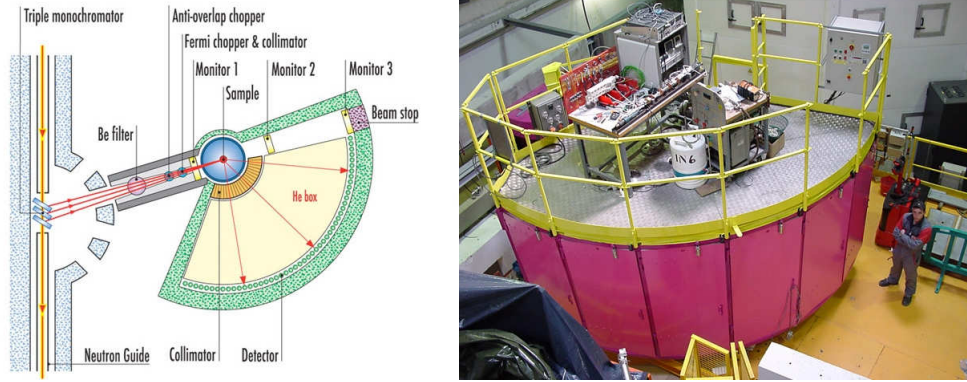 Triple monochromator
Anti-overlap chopper
Fermi chopper & collimator
Monitor 1
Monitor 2
Monitor 3
Sample
Beam stop
Be filter
He box
Neutron Guide
Collimator
Detector
IN6